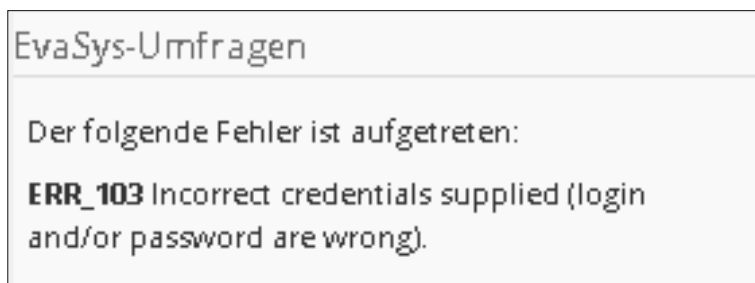 EvaSys-Umfragen
Der folgende Fehler ist aufgetreten:
ERR_103 Incorrect credentials supplied (login
and/or password are wrong).